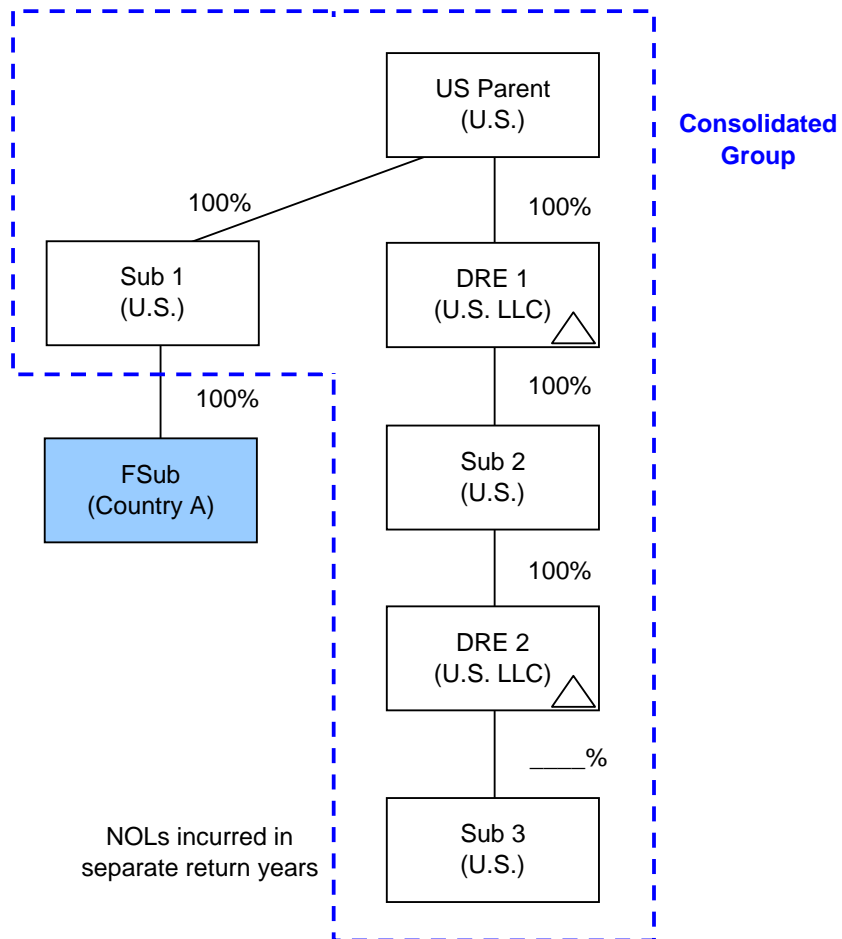 US Parent
(U.S.)
Consolidated
Group
100%
100%
Sub 1
(U.S.)
DRE 1
(U.S. LLC)
100%
100%
FSub
(Country A)
Sub 2
(U.S.)
100%
DRE 2
(U.S. LLC)
____%
NOLs incurred in
separate return years
Sub 3
(U.S.)